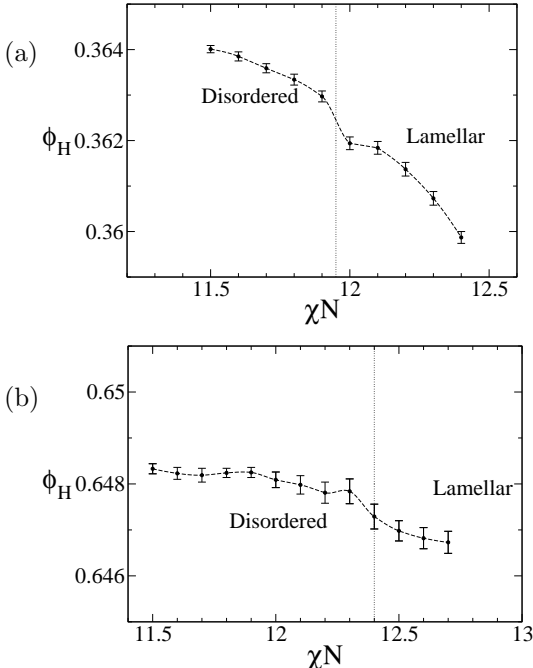 (a)
0.364
Disordered
ϕH
0.362
Lamellar
0.36
11.5 12 12.5
χN
(b)
0.65
ϕH
0.648
Lamellar
Disordered
0.646
11.5 12 12.5 13
χN